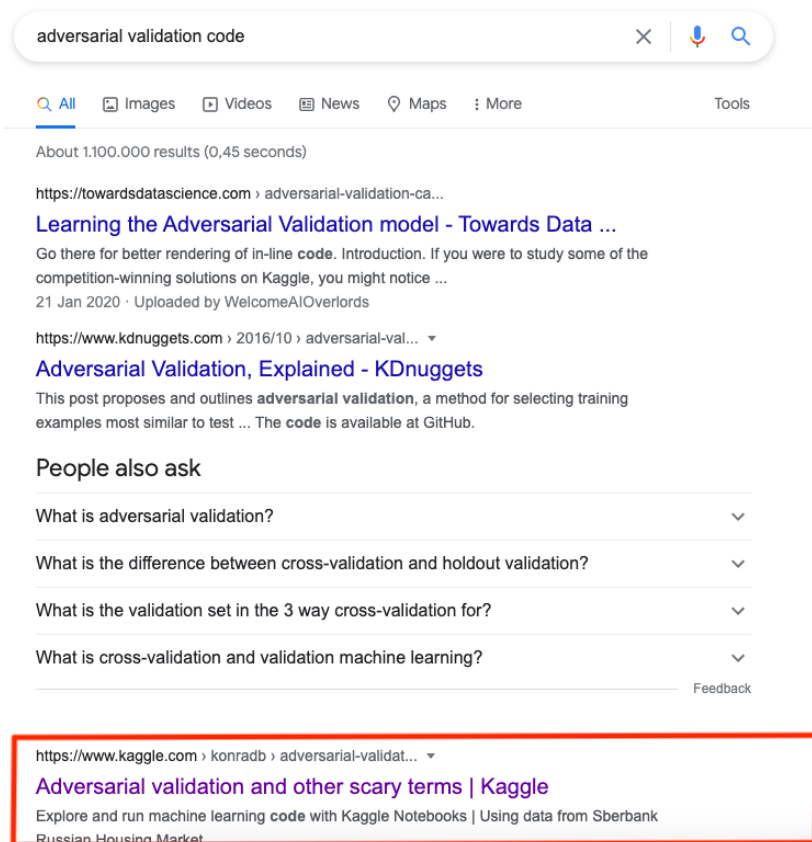 adversarial validation code
All Images Videos News Maps More Tools
About 1.100.000 results (0,45 seconds)
https://towardsdatascience.com › adversarial-validation-ca...
Learning the Adversarial Validation model - Towards Data ...
Go there for better rendering of in-line code. Introduction. If you were to study some of the
competition-winning solutions on Kaggle, you might notice ...
21 Jan 2020 · Uploaded by WelcomeAIOverlords
https://www.kdnuggets.com › 2016/10 › adversarial-val...
Adversarial Validation, Explained - KDnuggets
This post proposes and outlines adversarial validation, a method for selecting training
examples most similar to test ... The code is available at GitHub.
People also ask
What is adversarial validation?
What is the difference between cross-validation and holdout validation?
What is the validation set in the 3 way cross-validation for?
What is cross-validation and validation machine learning?
Feedback
https://www.kaggle.com › konradb › adversarial-validat...
Adversarial validation and other scary terms | Kaggle
Explore and run machine learning code with Kaggle Notebooks | Using data from Sberbank
Russian Housing Market